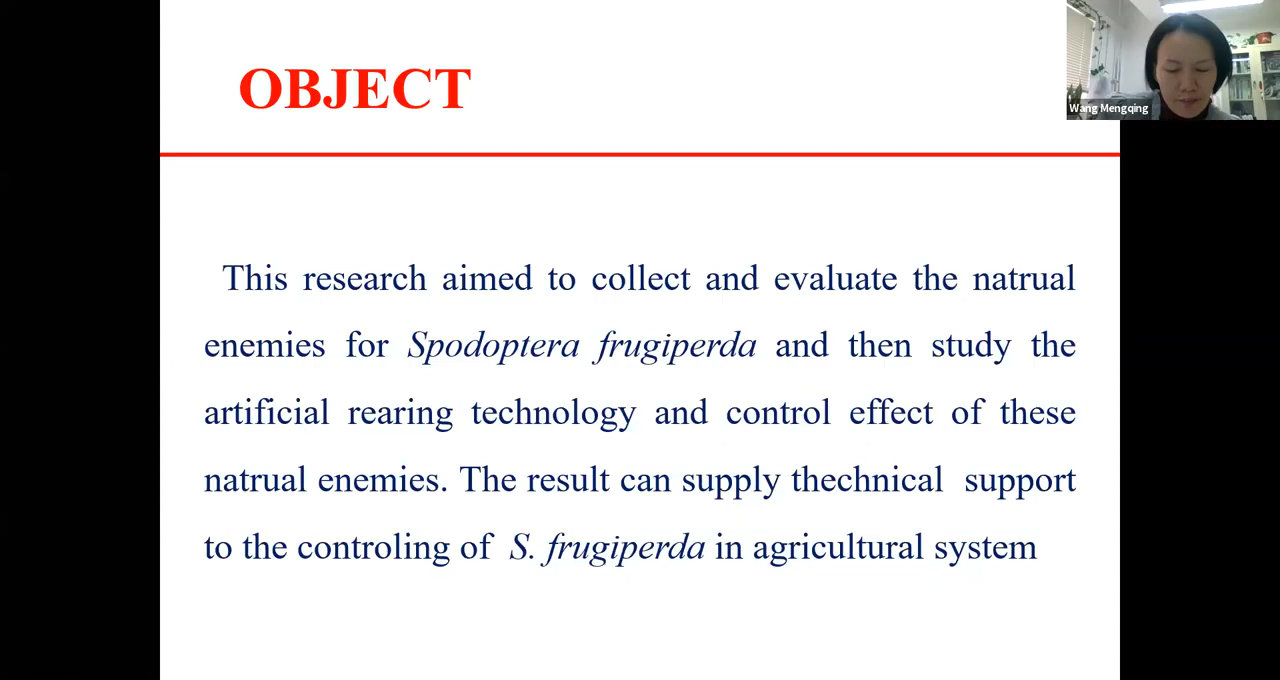 OBJECT
Wang Mengqing
This research aimed to collect and evaluate the natrual
enemies for Spodoptera frugiperda and then study the
artificial rearing technology and control effect of these
natrual enemies. The result can supply thechnical support
to the controling of S. frugiperda in agricultural system